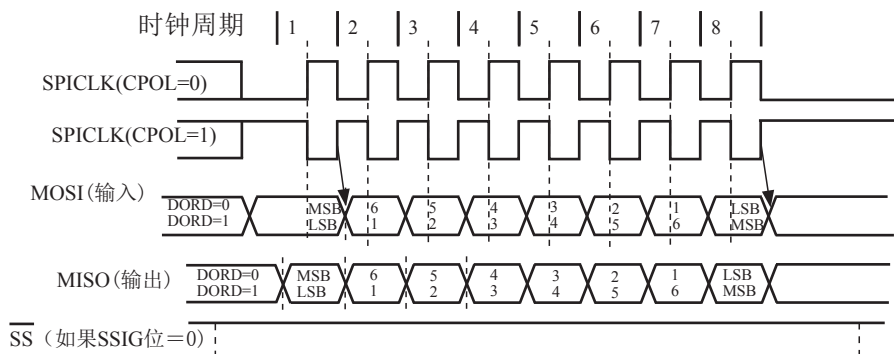 时钟周期 1 2 3 4 5 6 7 8
SPICLK(CPOL=0)
SPICLK(CPOL=1)
MOSI(输入)
DORD=0 MSB 6 5 4 3 2 1 LSB
DORD=1 LSB 1 2 3 4 5 6 MSB
MISO(输出)
DORD=0 MSB 6 5 4 3 2 1 LSB
DORD=1 LSB 1 2 3 4 5 6 MSB
SS（如果SSIG位＝0）